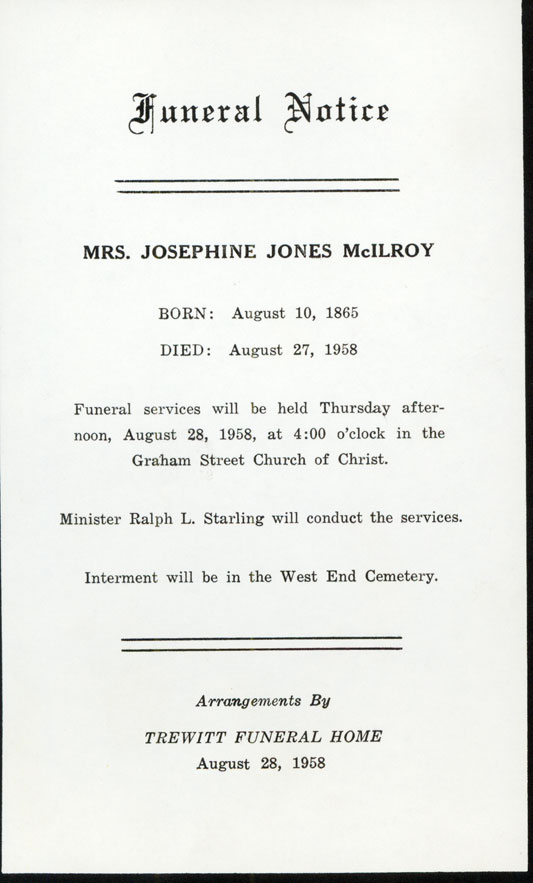 Funeral Notice
MRS. JOSEPHINE JONES McILROY
BORN: August 10, 1865
DIED: August 27, 1958
Funeral services will be held Thursday after-
noon, August 28, 1958, at 4:00 o'clock in the
Graham Street Church of Christ.
Minister Ralph L. Starling will conduct the services.
Interment will be in the West End Cemetery.
Arrangements By
TREWITT FUNERAL HOME
August 28, 1958